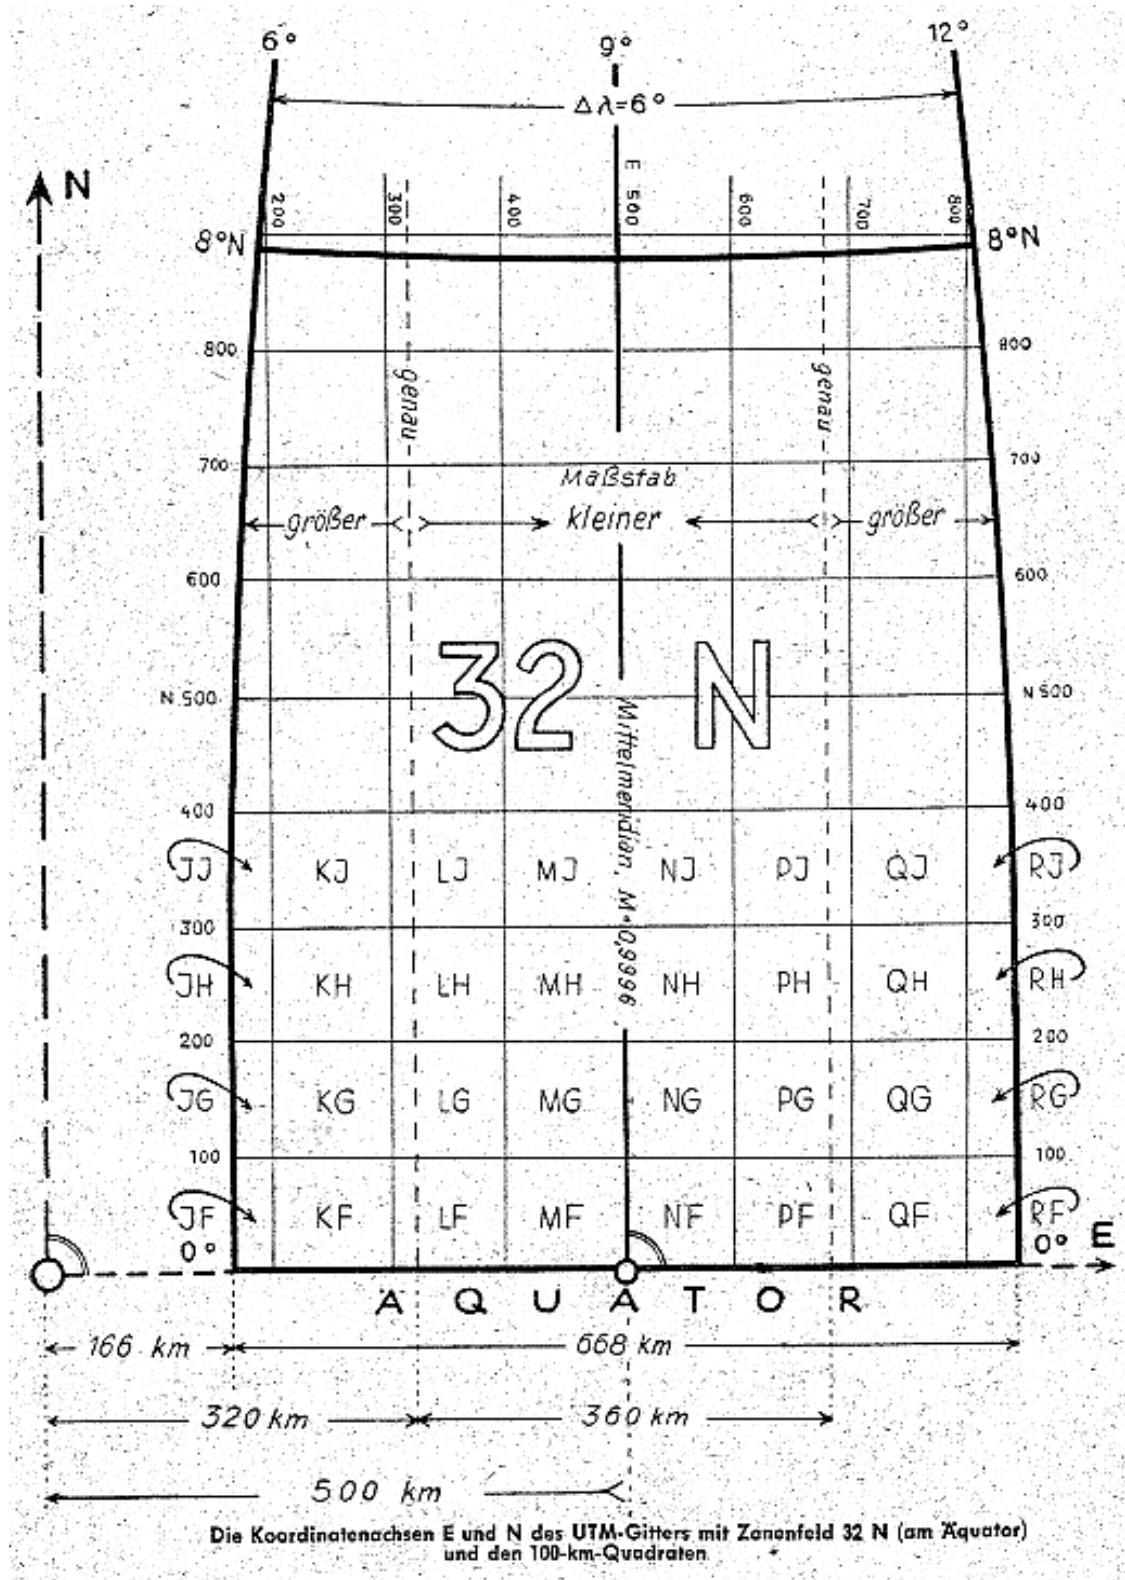 6° 9° 12°
Δλ=6°
N
E
200 300 400 500 600 700 800
8°N 8°N
800 800
genau genau
700 700
Maßstab
größer kleiner größer
600 600
32 N
N 500 N 500
Mittelmeridian, M=0,9996
400 400
JJ KJ LJ MJ NJ PJ QJ RJ
300 300
JH KH LH MH NH PH QH RH
200 200
JG KG LG MG NG PG QG RG
100 100
JF KF LF MF NF PF QF RF
0° 0° E
AQUATOR
166 km 668 km
320 km 360 km
500 km
Die Koordinatenachsen E und N des UTM-Gitters mit Zonenfeld 32 N (am Äquator)
und den 100-km-Quadraten